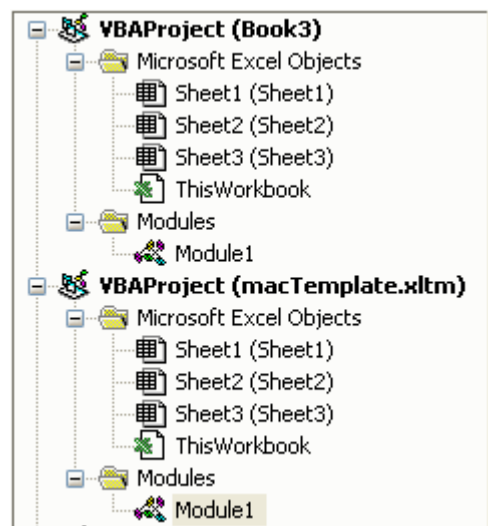 VBAProject (Book3)
Microsoft Excel Objects
Sheet1 (Sheet1)
Sheet2 (Sheet2)
Sheet3 (Sheet3)
ThisWorkbook
Modules
Module1
VBAProject (macTemplate.xltm)
Microsoft Excel Objects
Sheet1 (Sheet1)
Sheet2 (Sheet2)
Sheet3 (Sheet3)
ThisWorkbook
Modules
Module1